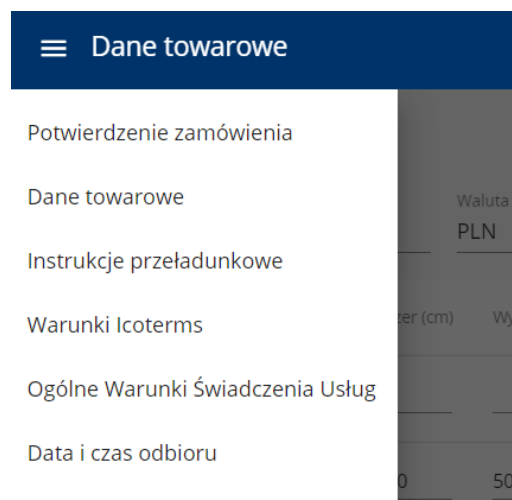 Dane towarowe
Potwierdzenie zamówienia
Dane towarowe
Waluta
PLN
Instrukcje przeładunkowe
Warunki Icoterms
(cm)
Ogólne Warunki Świadczenia Usług
Data i czas odbioru